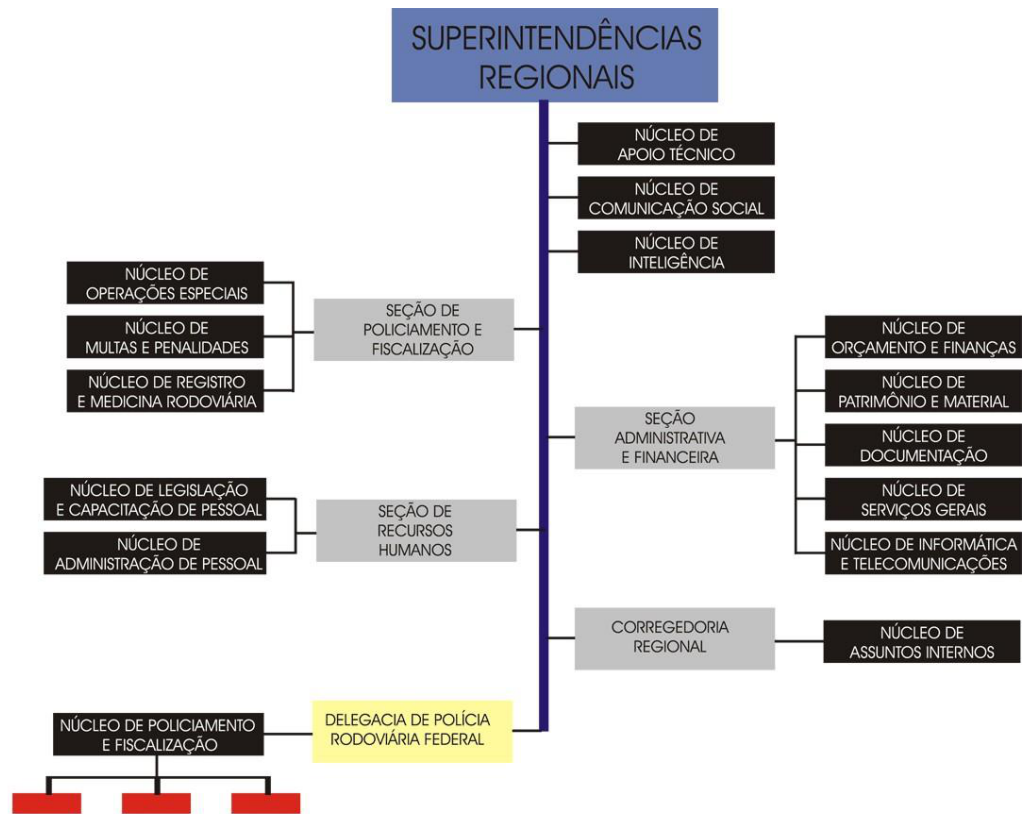 SUPERINTENDÊNCIAS
REGIONAIS
NÚCLEO DE
APOIO TÉCNICO
NÚCLEO DE
COMUNICAÇÃO SOCIAL
NÚCLEO DE
INTELIGÊNCIA
NÚCLEO DE
OPERAÇÕES ESPECIAIS
NÚCLEO DE
MULTAS E PENALIDADES
NÚCLEO DE REGISTRO
E MEDICINA RODOVIÁRIA
SEÇÃO DE
POLICIAMENTO E
FISCALIZAÇÃO
SEÇÃO
ADMINISTRATIVA
E FINANCEIRA
NÚCLEO DE
ORÇAMENTO E FINANÇAS
NÚCLEO DE
PATRIMÔNIO E MATERIAL
NÚCLEO DE
DOCUMENTAÇÃO
NÚCLEO DE
SERVIÇOS GERAIS
NÚCLEO DE INFORMÁTICA
E TELECOMUNICAÇÕES
NÚCLEO DE LEGISLAÇÃO
E CAPACITAÇÃO DE PESSOAL
NÚCLEO DE
ADMINISTRAÇÃO DE PESSOAL
SEÇÃO DE
RECURSOS
HUMANOS
CORREGEDORIA
REGIONAL
NÚCLEO DE
ASSUNTOS INTERNOS
NÚCLEO DE POLICIAMENTO
E FISCALIZAÇÃO
DELEGACIA DE POLÍCIA
RODOVIÁRIA FEDERAL